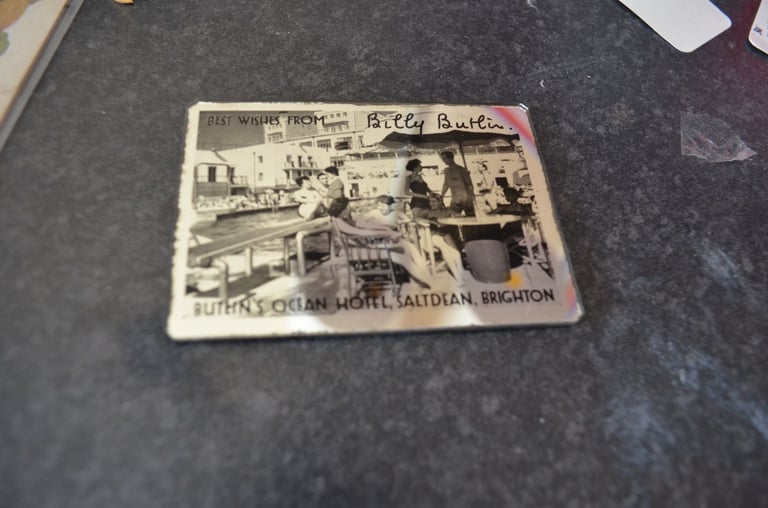 BEST WISHES FROM Billy Butlin.
BUTLIN'S OCEAN HOTEL, SALTDEAN, BRIGHTON